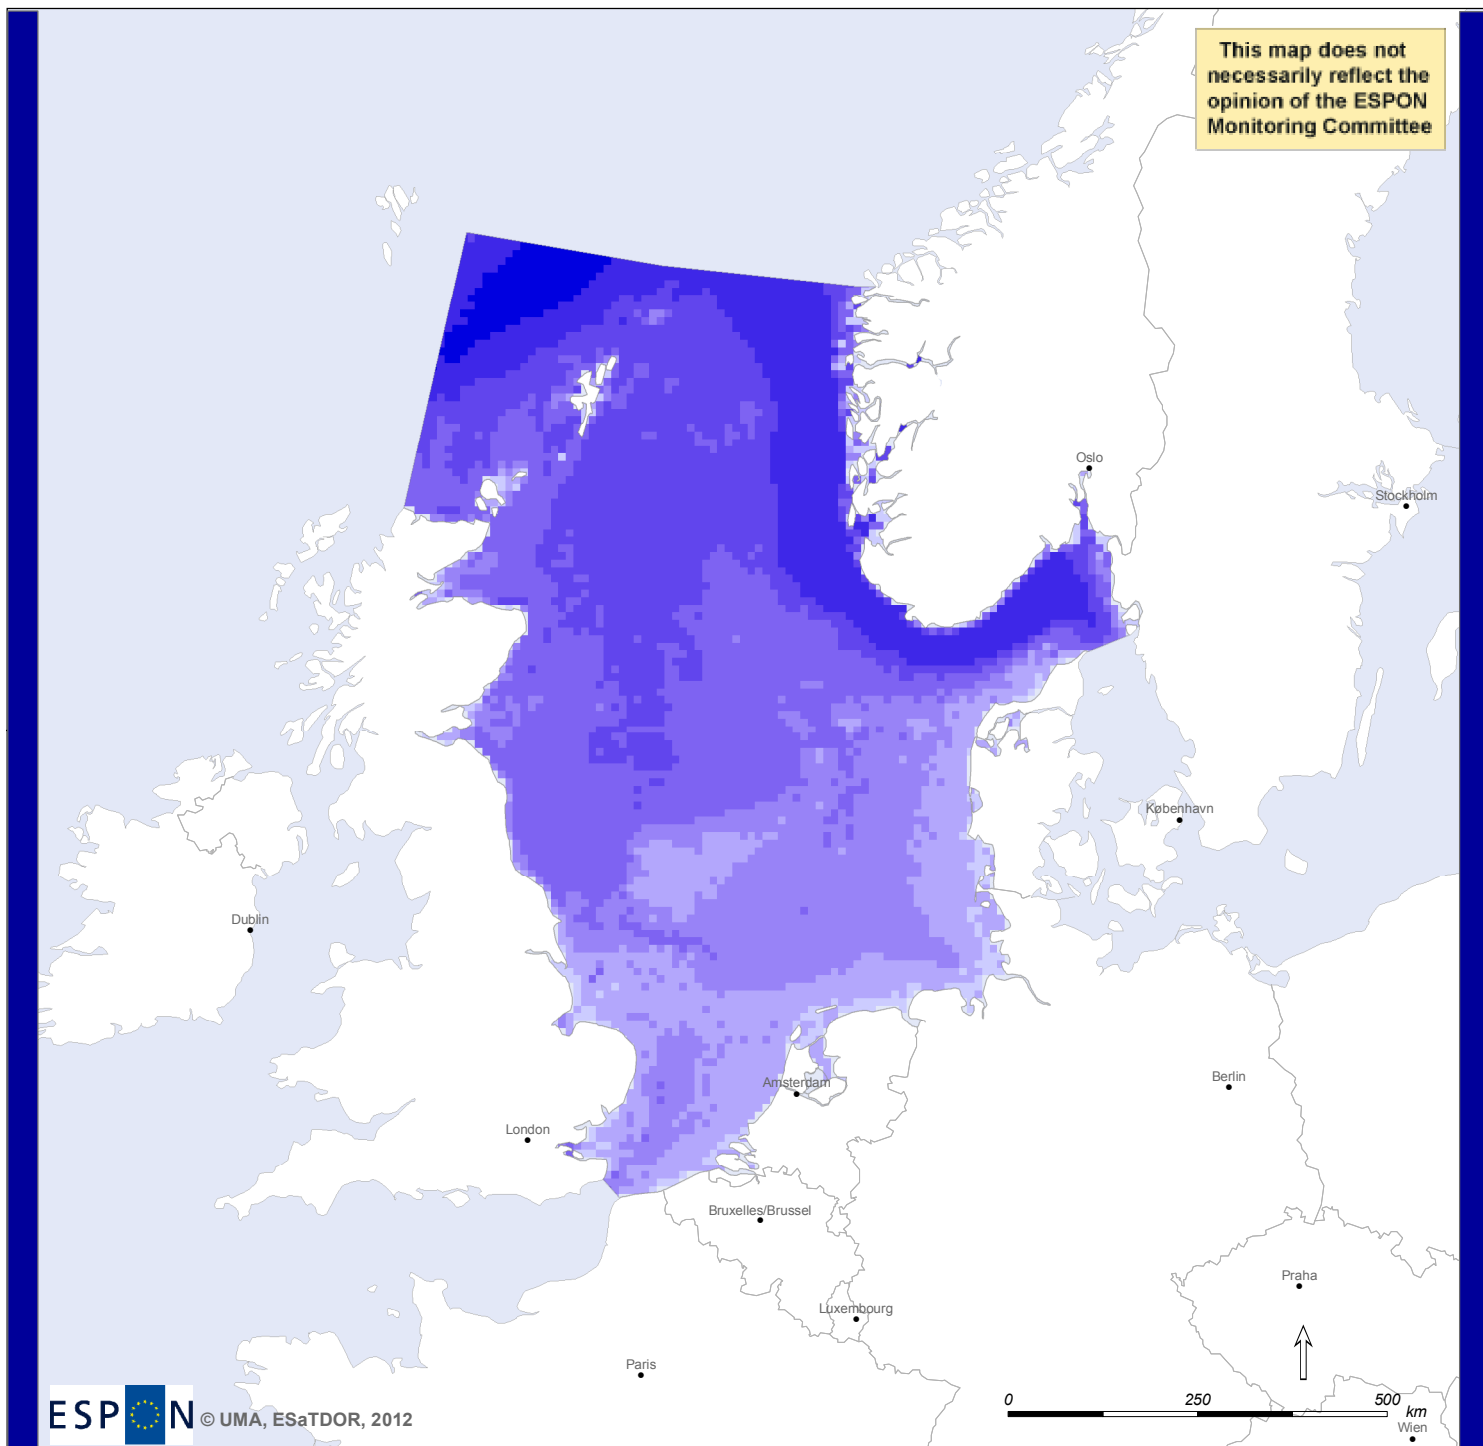 This map does not
necessarily reflect the
opinion of the ESPON
Monitoring Committee
Oslo
Stockholm
København
Dublin
Berlin
Amsterdam
London
Bruxelles/Brussel
Praha
Luxembourg
Paris
0 250 500
km
ESPON © UMA, ESaTDOR, 2012
Wien